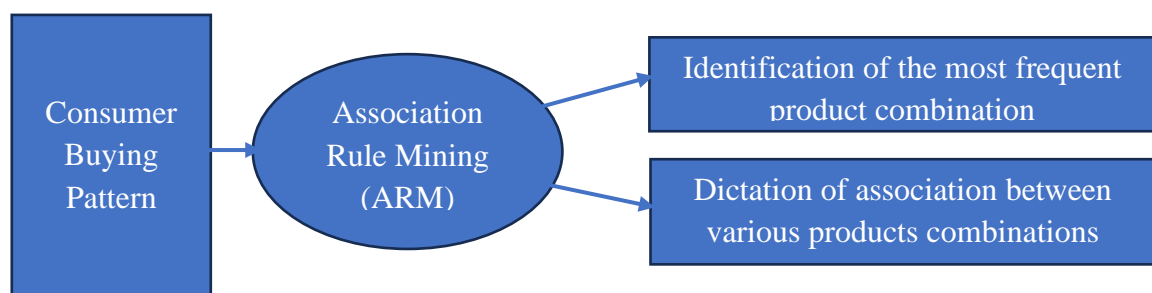 Consumer
Buying
Pattern
Association
Rule Mining
(ARM)
Identification of the most frequent
product combination
Dictation of association between
various products combinations